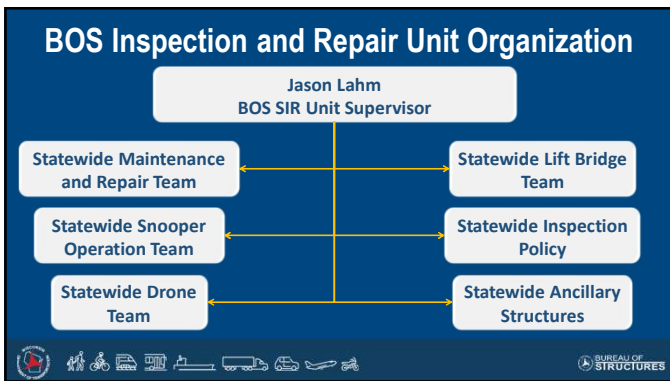 BOS Inspection and Repair Unit Organization
Jason Lahm
BOS SIR Unit Supervisor
Statewide Maintenance
and Repair Team
Statewide Lift Bridge
Team
Statewide Snooper
Operation Team
Statewide Inspection
Policy
Statewide Drone
Team
Statewide Ancillary
Structures
BUREAU OF
STRUCTURES